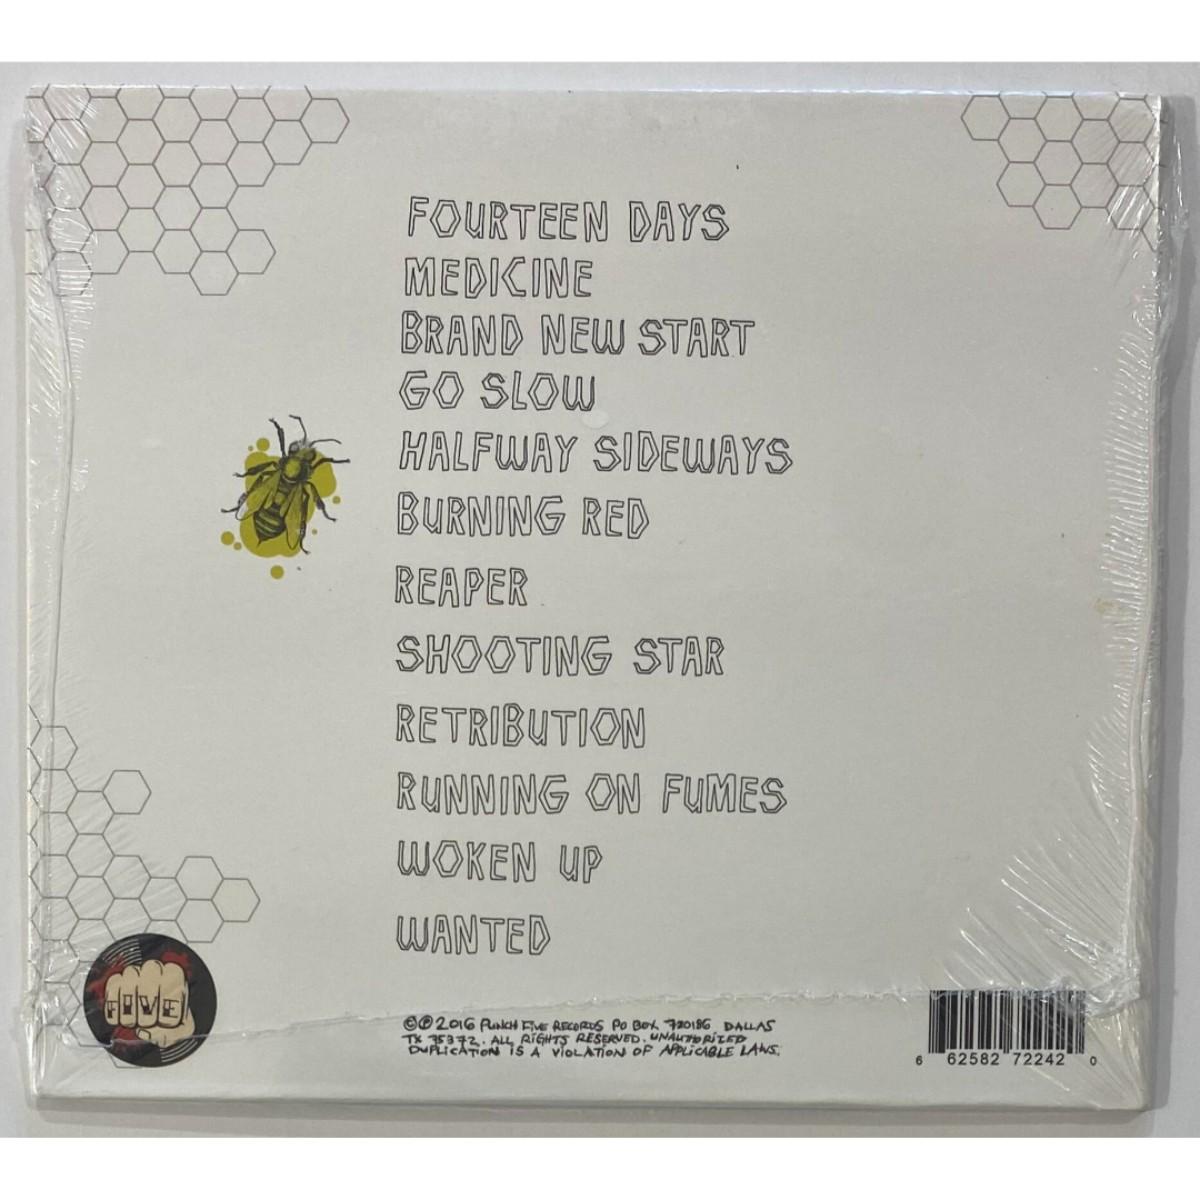 FOURTEEN DAYS
MEDICINE
BRAND NEW START
GO SLOW
HALFWAY SIDEWAYS
BURNING RED
REAPER
SHOOTING STAR
RETRIBUTION
RUNNING ON FUMES
WOKEN UP
WANTED
FIVE
©℗2016 PUNCH FIVE RECORDS PO BOX 720186 DALLAS
TX 75372. ALL RIGHTS RESERVED. UNAUTHORIZED
DUPLICATION IS A VIOLATION OF APPLICABLE LAWS.
6 62582 72242 0